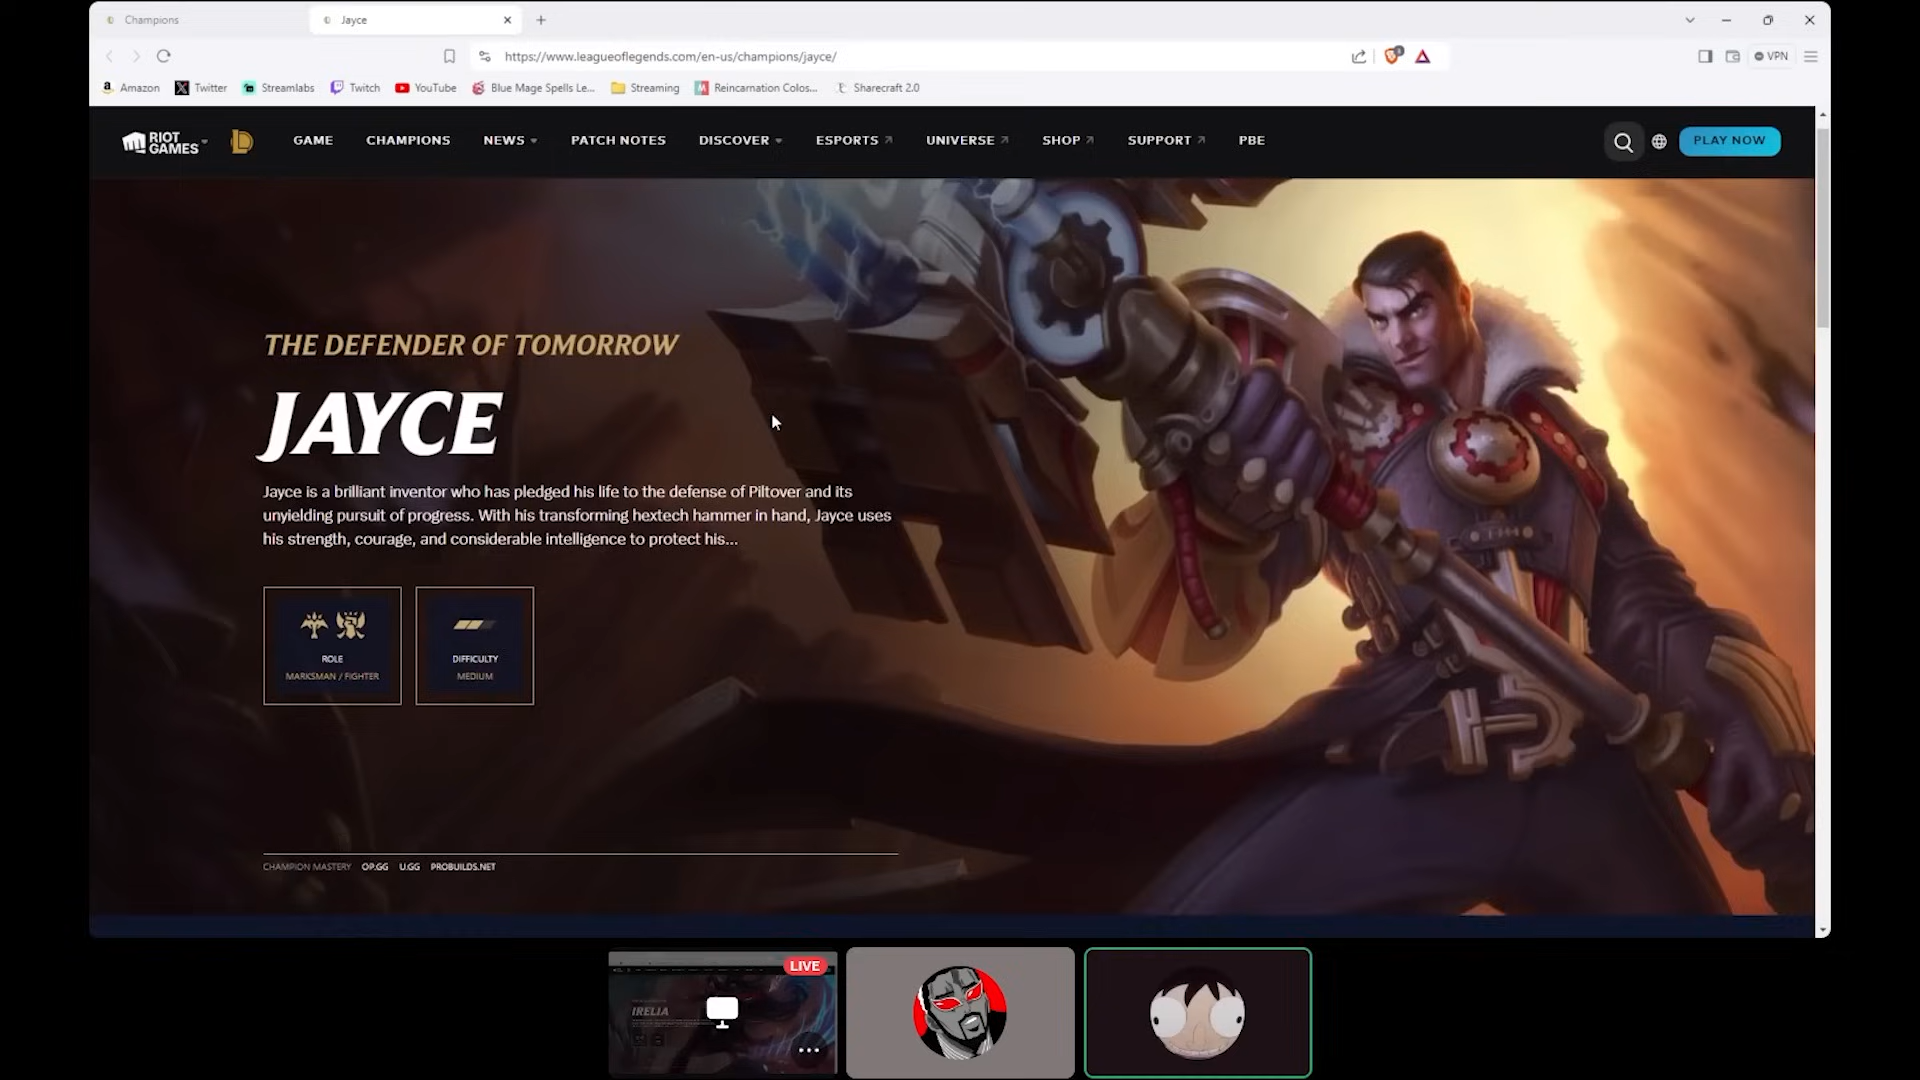 Champions
Jayce
https://www.leagueoflegends.com/en-us/champions/jayce/
VPN
Amazon
Twitter
Streamlabs
Twitch
YouTube
Blue Mage Spells Le...
Streaming
Reincarnation Colos...
Sharecraft 2.0
RIOT
GAMES
GAME
CHAMPIONS
NEWS
PATCH NOTES
DISCOVER
ESPORTS
UNIVERSE
SHOP
SUPPORT
PBE
PLAY NOW
THE DEFENDER OF TOMORROW
JAYCE
Jayce is a brilliant inventor who has pledged his life to the defense of Piltover and its
unyielding pursuit of progress. With his transforming hextech hammer in hand, Jayce uses
his strength, courage, and considerable intelligence to protect his...
ROLE
MARKSMAN / FIGHTER
DIFFICULTY
MEDIUM
CHAMPION MASTERY OP.GG U.GG PROBUILDS.NET
LIVE
IRELIA